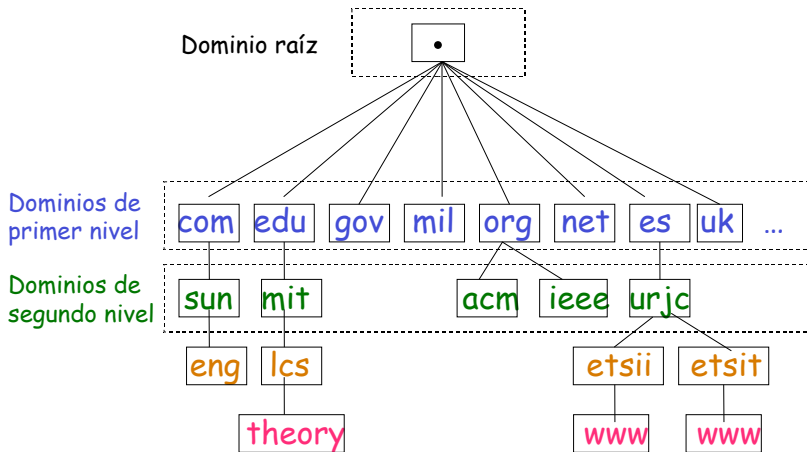 Dominio raíz
•
Dominios de
primer nivel
com edu gov mil org net es uk ...
Dominios de
segundo nivel
sun mit acm ieee urjc
eng lcs etsii etsit
theory www www